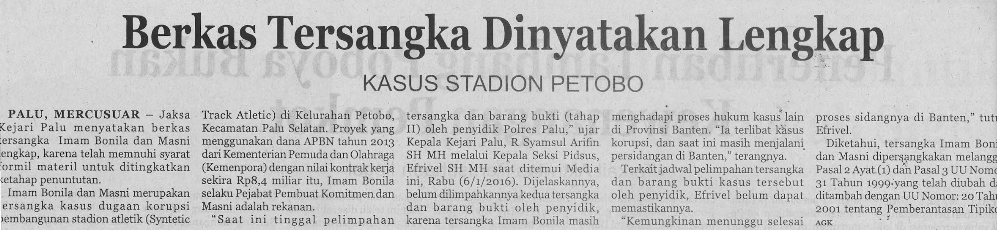 Berkas Tersangka Dinyatakan Lengkap
KASUS STADION PETOBO
PALU, MERCUSUAR – Jaksa
Kejari Palu menyatakan berkas
tersangka Imam Bonila dan Masni
lengkap, karena telah memnuhi syarat
formil materil untuk ditingkatkan
ketahap penuntutan.
Imam Bonila dan Masni merupakan
tersangka kasus dugaan korupsi
pembangunan stadion atletik (Syntetic
Track Atletic) di Kelurahan Petobo,
Kecamatan Palu Selatan. Proyek yang
menggunakan dana APBN tahun 2013
dari Kementerian Pemuda dan Olahraga
(Kemenpora) dengan nilai kontrak kerja
sekira Rp8,4 miliar itu, Imam Bonila
selaku Pejabat Pembuat Komitmen dan
Masni adalah rekanan.
"Saat ini tinggal pelimpahan
tersangka dan barang bukti (tahap
II) oleh penyidik Polres Palu," ujar
Kepala Kejari Palu, R Syamsul Arifin
SH MH melalui Kepala Seksi Pidsus,
Efrivel SH MH saat ditemui Media
ini, Rabu (6/1/2016). Dijelaskannya,
belum dilimpahkannya kedua tersangka
dan barang bukti oleh penyidik,
karena tersangka Imam Bonila masih
menghadapi proses hukum kasus lain
di Provinsi Banten. "Ia terlibat kasus
korupsi, dan saat ini masih menjalani
persidangan di Banten," terangnya.
Terkait jadwal pelimpahan tersangka
dan barang bukti kasus tersebut
oleh penyidik, Efrivel belum dapat
memastikannya.
"Kemungkinan menunggu selesai
proses sidangnya di Banten," tutu
Efrivel.
Diketahui, tersangka Imam Boni
dan Masni dipersangkakan melangga
Pasal 2 Ayat (1) dan Pasal 3 UU Nomo
31 Tahun 1999 yang telah diubah da
ditambah dengan UU Nomor: 20 Tahu
2001 tentang Pemberantasan Tipiko
AGK